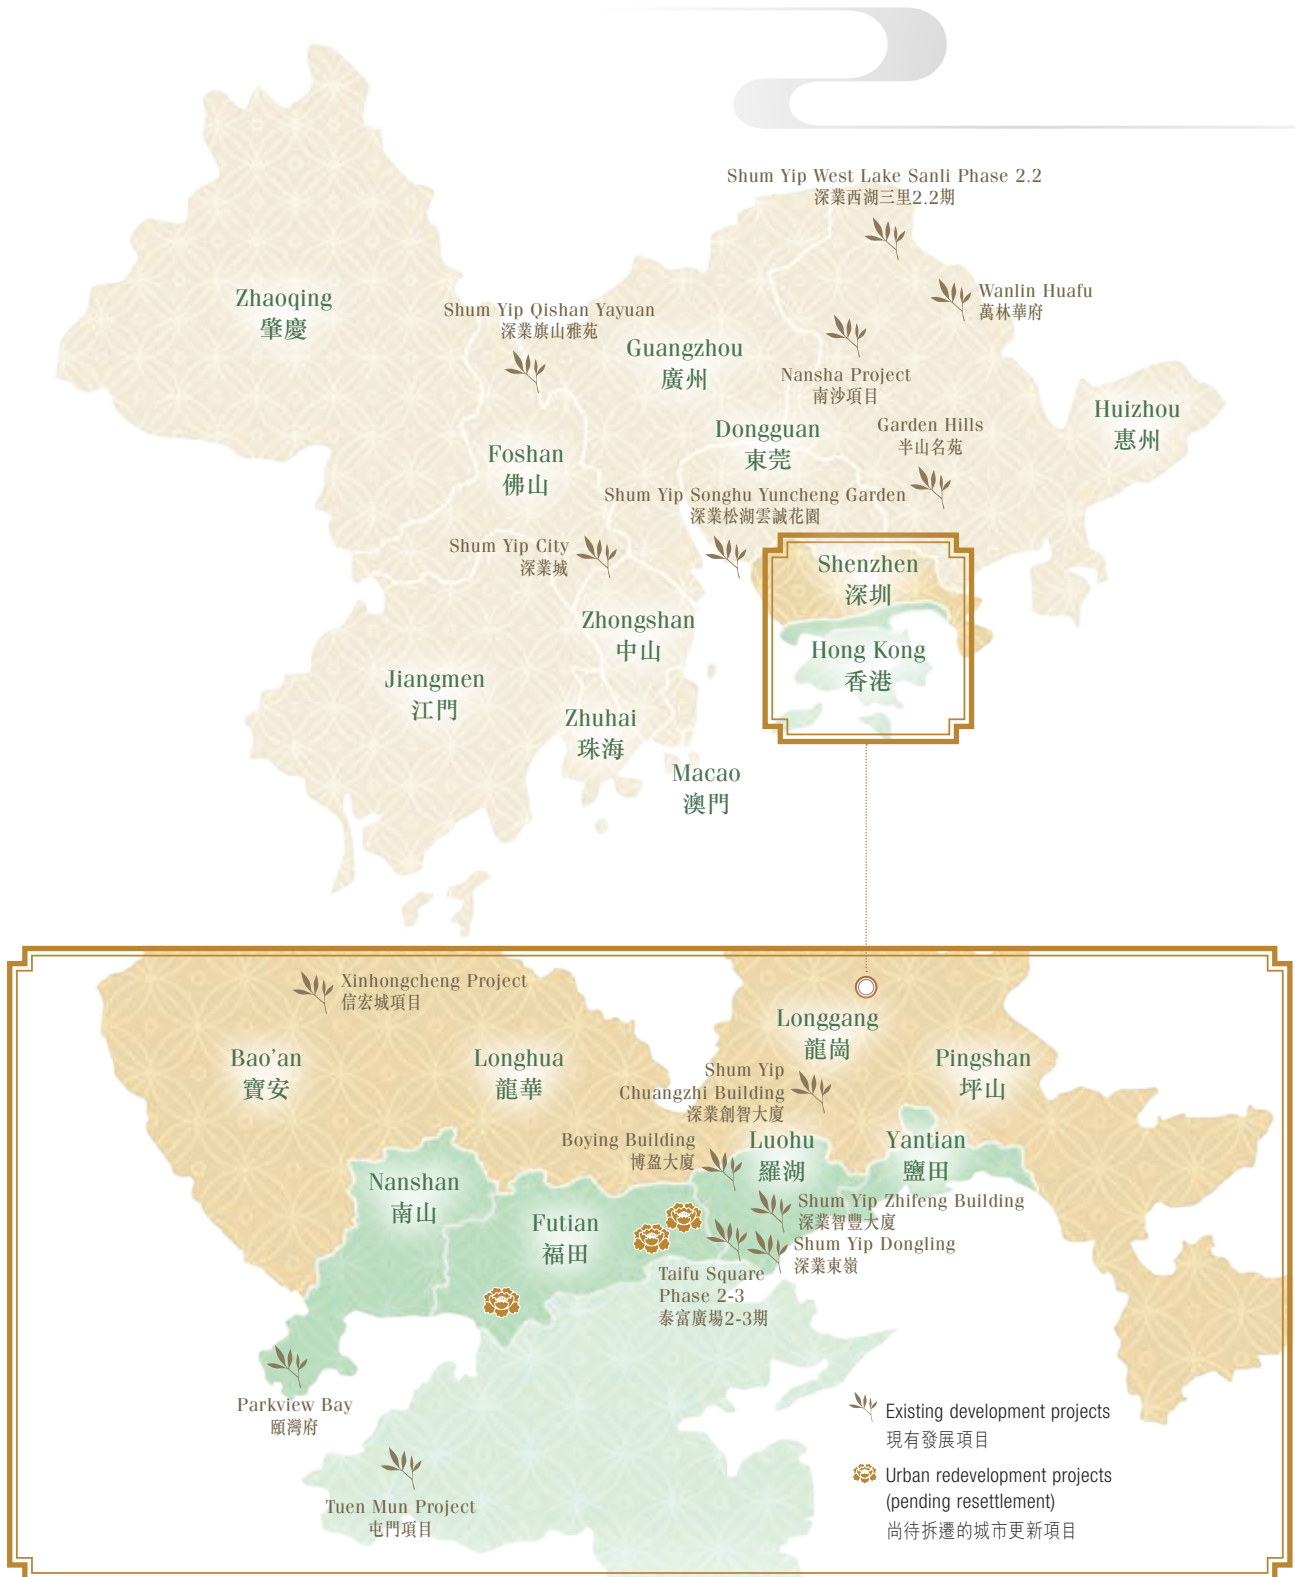 Shum Yip West Lake Sanli Phase 2.2
深業西湖三里2.2期
Zhaoqing
肇慶
Shum Yip Qishan Yayuan
深業旗山雅苑
Wanlin Huafu
萬林華府
Guangzhou
廣州
Nansha Project
南沙項目
Huizhou
惠州
Dongguan
東莞
Garden Hills
半山名苑
Foshan
佛山
Shum Yip Songhu Yuncheng Garden
深業松湖雲誠花園
Shum Yip City
深業城
Shenzhen
深圳
Zhongshan
中山
Hong Kong
香港
Jiangmen
江門
Zhuhai
珠海
Macao
澳門
Xinhongcheng Project
信宏城項目
Longgang
龍崗
Bao’an
寶安
Longhua
龍華
Pingshan
坪山
Shum Yip
Chuangzhi Building
深業創智大廈
Boying Building
博盈大廈
Luohu
羅湖
Yantian
鹽田
Nanshan
南山
Futian
福田
Shum Yip Zhifeng Building
深業智豐大廈
Shum Yip Dongling
深業東嶺
Taifu Square
Phase 2-3
泰富廣場2-3期
Parkview Bay
頤灣府
Tuen Mun Project
屯門項目
Existing development projects
現有發展項目
Urban redevelopment projects
(pending resettlement)
尚待拆遷的城市更新項目